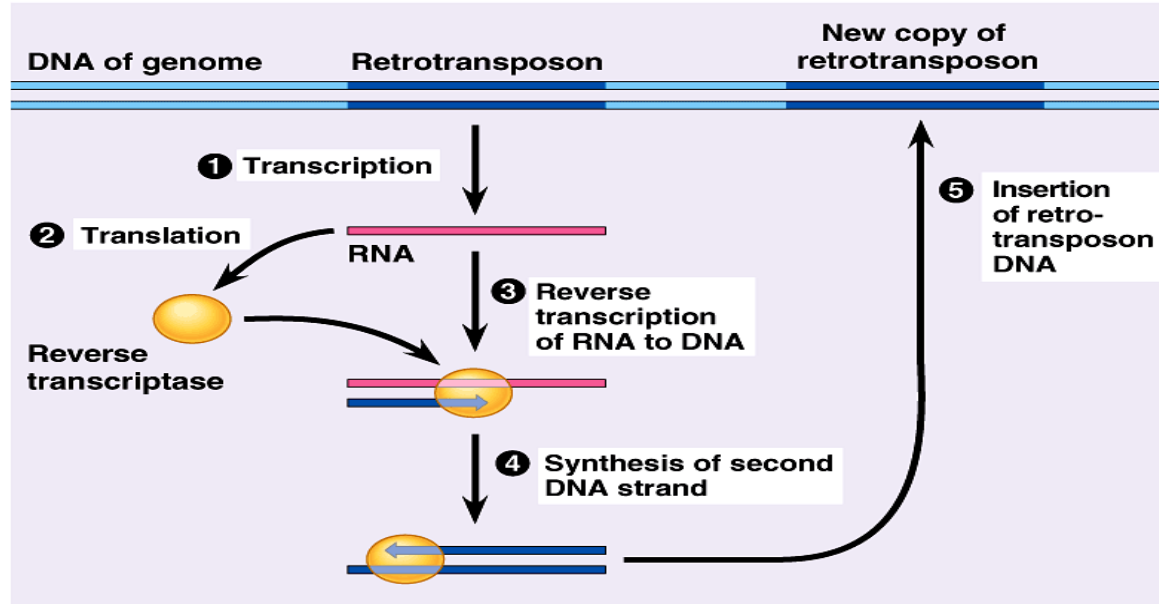 DNA of genome
Retrotransposon
New copy of
retrotransposon
1 Transcription
2 Translation
RNA
Reverse
transcriptase
3 Reverse
transcription
of RNA to DNA
4 Synthesis of second
DNA strand
5 Insertion
of retro-
transposon
DNA